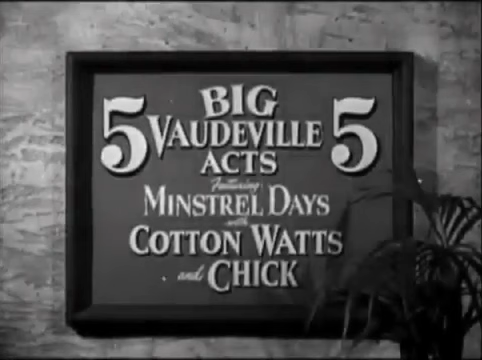 5 BIG 5
VAUDEVILLE
ACTS
Featuring
MINSTREL DAYS
with
COTTON WATTS
and CHICK